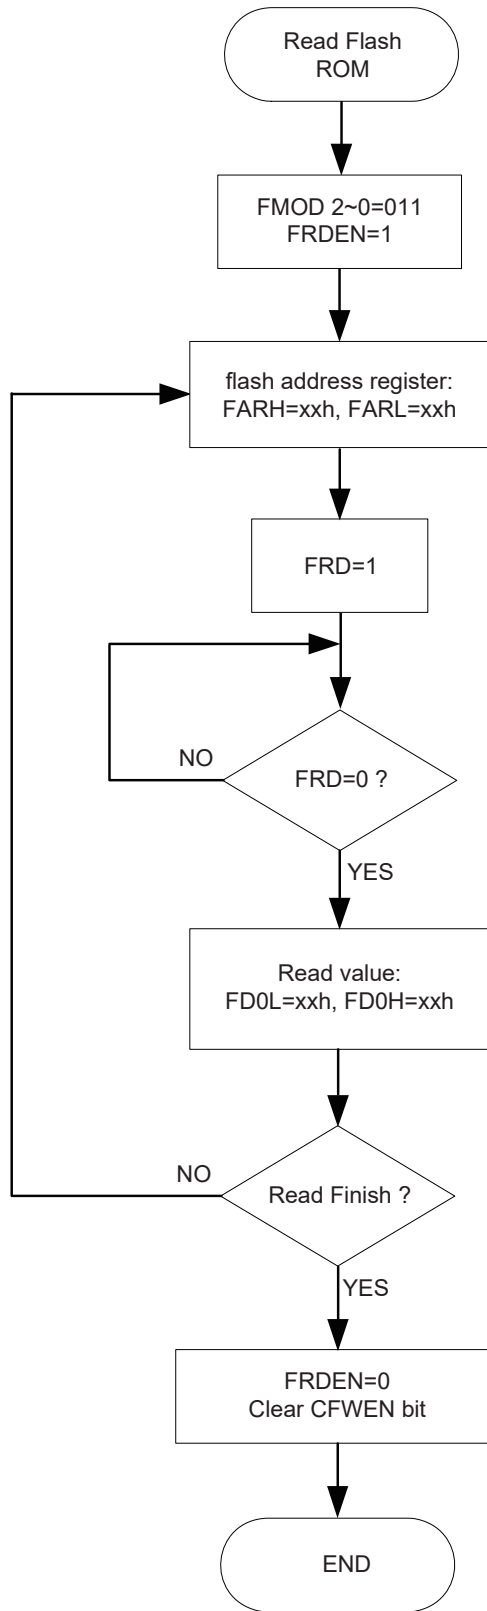 Read Flash
ROM
FMOD 2~0=011
FRDEN=1
flash address register:
FARH=xxh, FARL=xxh
FRD=1
NO
FRD=0 ?
YES
Read value:
FD0L=xxh, FD0H=xxh
NO
Read Finish ?
YES
FRDEN=0
Clear CFWEN bit
END